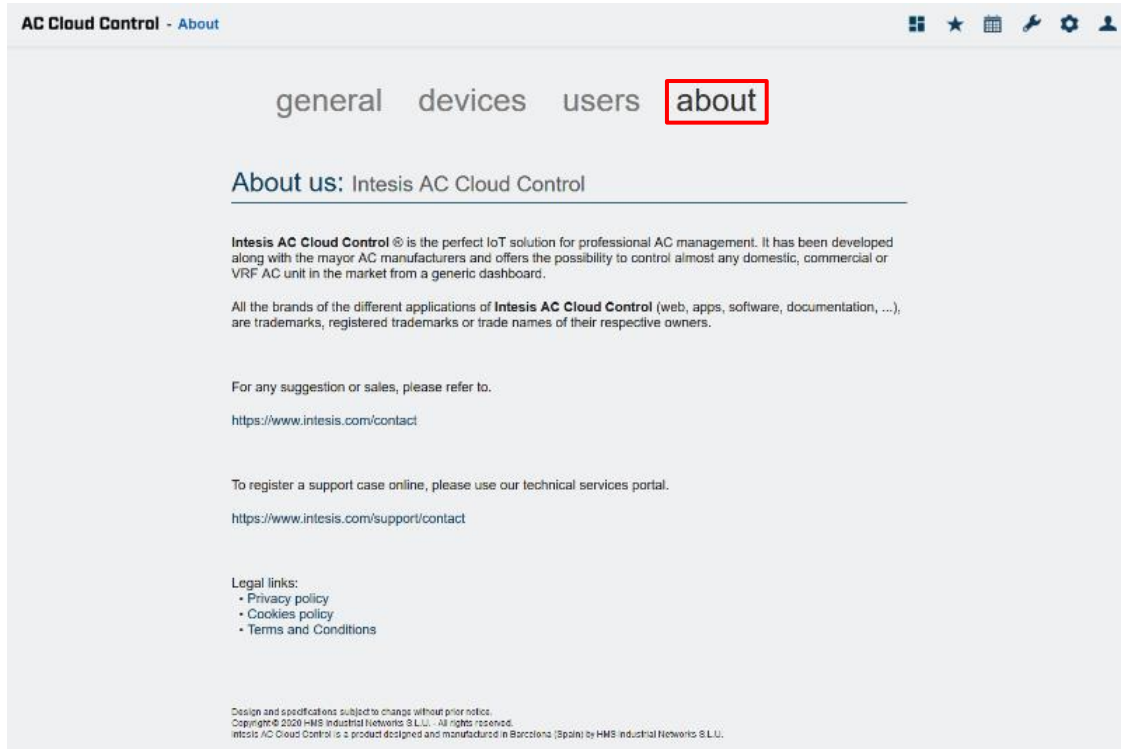 AC Cloud Control - About
general devices users about
About us: Intesis AC Cloud Control
Intesis AC Cloud Control ® is the perfect IoT solution for professional AC management. It has been developed
along with the mayor AC manufacturers and offers the possibility to control almost any domestic, commercial or
VRF AC unit in the market from a generic dashboard.
All the brands of the different applications of Intesis AC Cloud Control (web, apps, software, documentation, ...),
are trademarks, registered trademarks or trade names of their respective owners.
For any suggestion or sales, please refer to.
https://www.intesis.com/contact
To register a support case online, please use our technical services portal.
https://www.intesis.com/support/contact
Legal links:
• Privacy policy
• Cookies policy
• Terms and Conditions
Design and specifications subject to change without prior notice.
Copyright © 2020 HMS Industrial Networks S.L.U. - All rights reserved.
Intesis AC Cloud Control is a product designed and manufactured in Barcelona (Spain) by HMS Industrial Networks S.L.U.